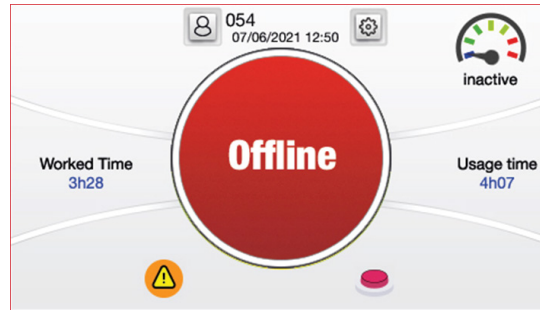 054
07/06/2021 12:50
inactive
Offline
Worked Time
3h28
Usage time
4h07